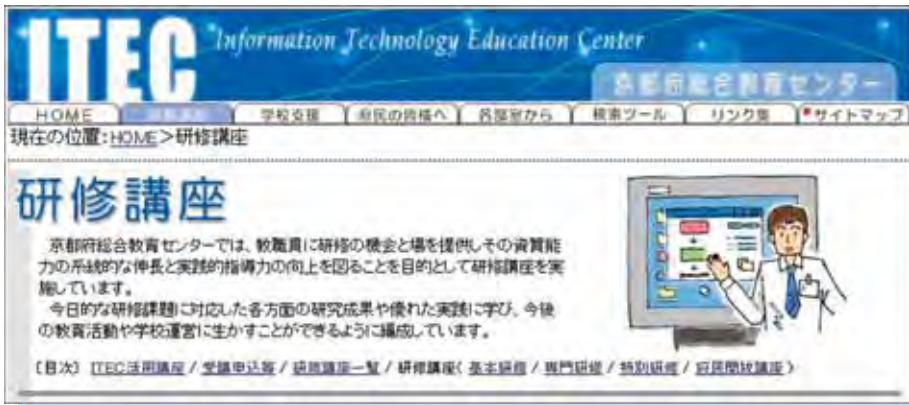 ITEC Information Technology Education Center
京都府総合教育センター
HOME 学校支援 府民の皆様へ 各部室から 検索ツール リンク集 サイトマップ
現在の位置:HOME>研修講座
研修講座
京都府総合教育センターでは、教職員に研修の機会と場を提供しその資質能
力の系統的な伸長と実践的指導力の向上を図ることを目的として研修講座を実
施しています。
今日的な研修課題に対応した各方面の研究成果や優れた実践に学び、今後
の教育活動や学校運営に生かすことができるように編成しています。
[目次] ITEC活用講座 / 受講申込等 / 研修講座一覧 / 研修講座( 基本研修 / 専門研修 / 特別研修 / 府民開放講座 )